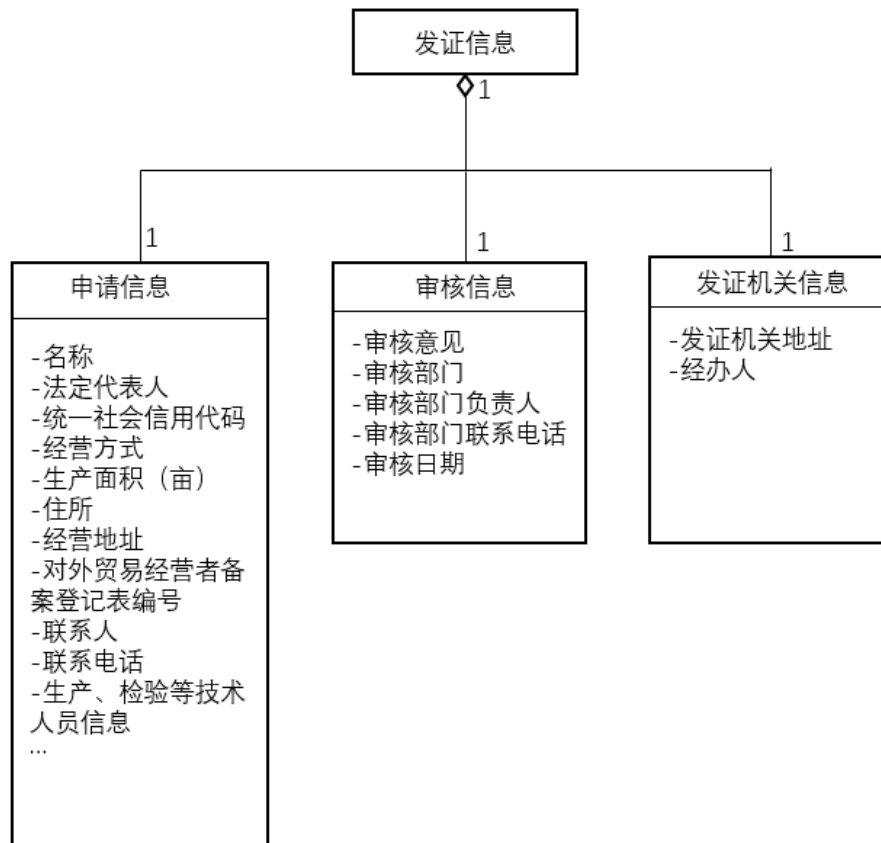 发证信息
1
1
1
1
申请信息
-名称
-法定代表人
-统一社会信用代码
-经营方式
-生产面积（亩）
-住所
-经营地址
-对外贸易经营者备
案登记表编号
-联系人
-联系电话
-生产、检验等技术
人员信息
...
审核信息
-审核意见
-审核部门
-审核部门负责人
-审核部门联系电话
-审核日期
发证机关信息
-发证机关地址
-经办人